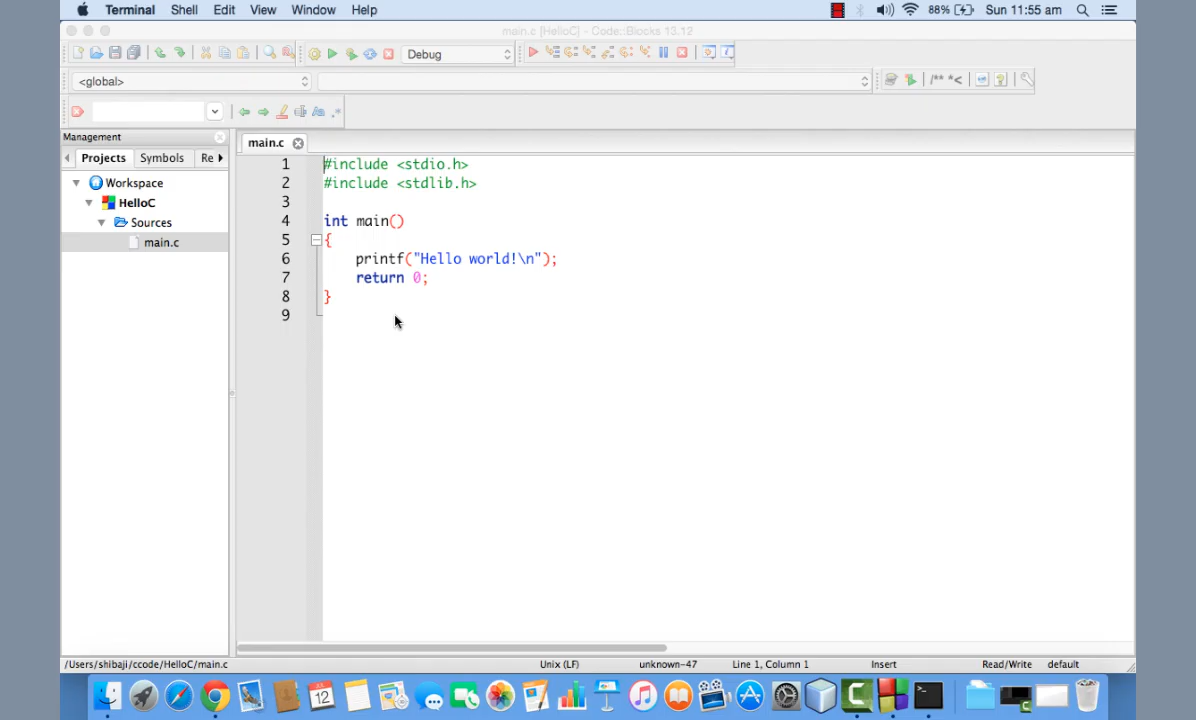 Terminal Shell Edit View Window Help 88% Sun 11:55 am
main.c [HelloC] - Code::Blocks 13.12
Debug
<global> /** *<
.*
Management
main.c
Projects Symbols Re
Workspace
HelloC
Sources
main.c
1 #include <stdio.h>
2 #include <stdlib.h>
3
4 int main()
5 {
6 printf("Hello world!\n");
7 return 0;
8 }
9
/Users/shibaji/ccode/HelloC/main.c Unix (LF) unknown-47 Line 1, Column 1 Insert Read/Write default
12